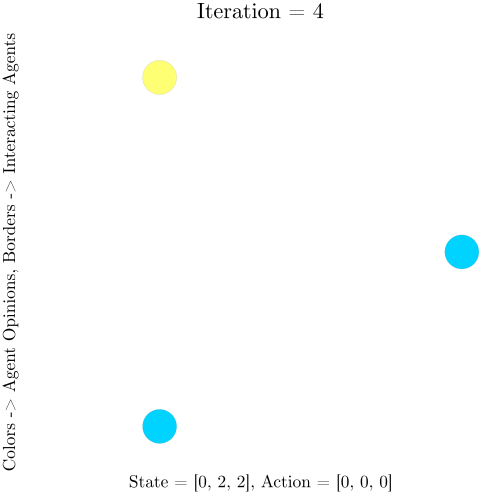 Iteration = 4
Colors -> Agent Opinions, Borders -> Interacting Agents
State = [0, 2, 2], Action = [0, 0, 0]